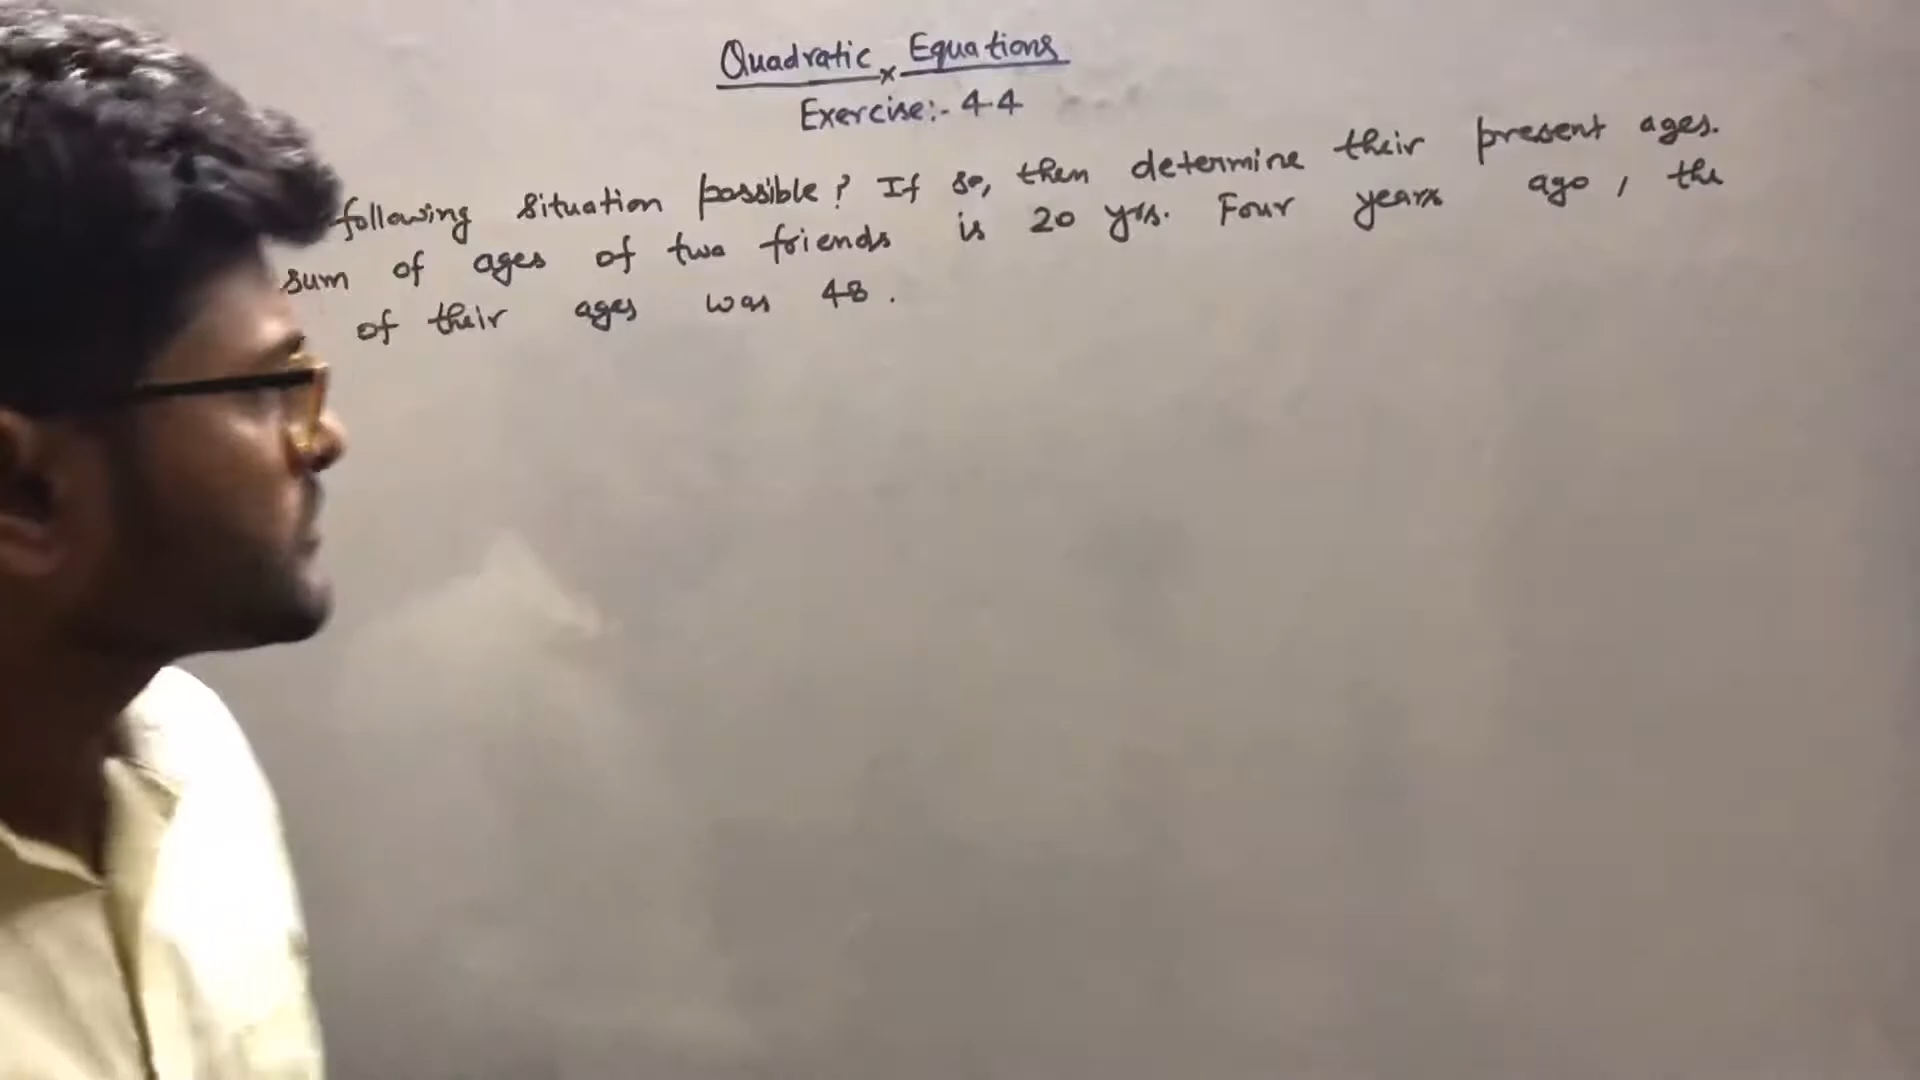 Quadratic Equations
Exercise:- 4.4
following situation possible? If so, then determine their present ages.
sum of ages of two friends is 20 yrs. Four years ago, the
of their ages was 48.